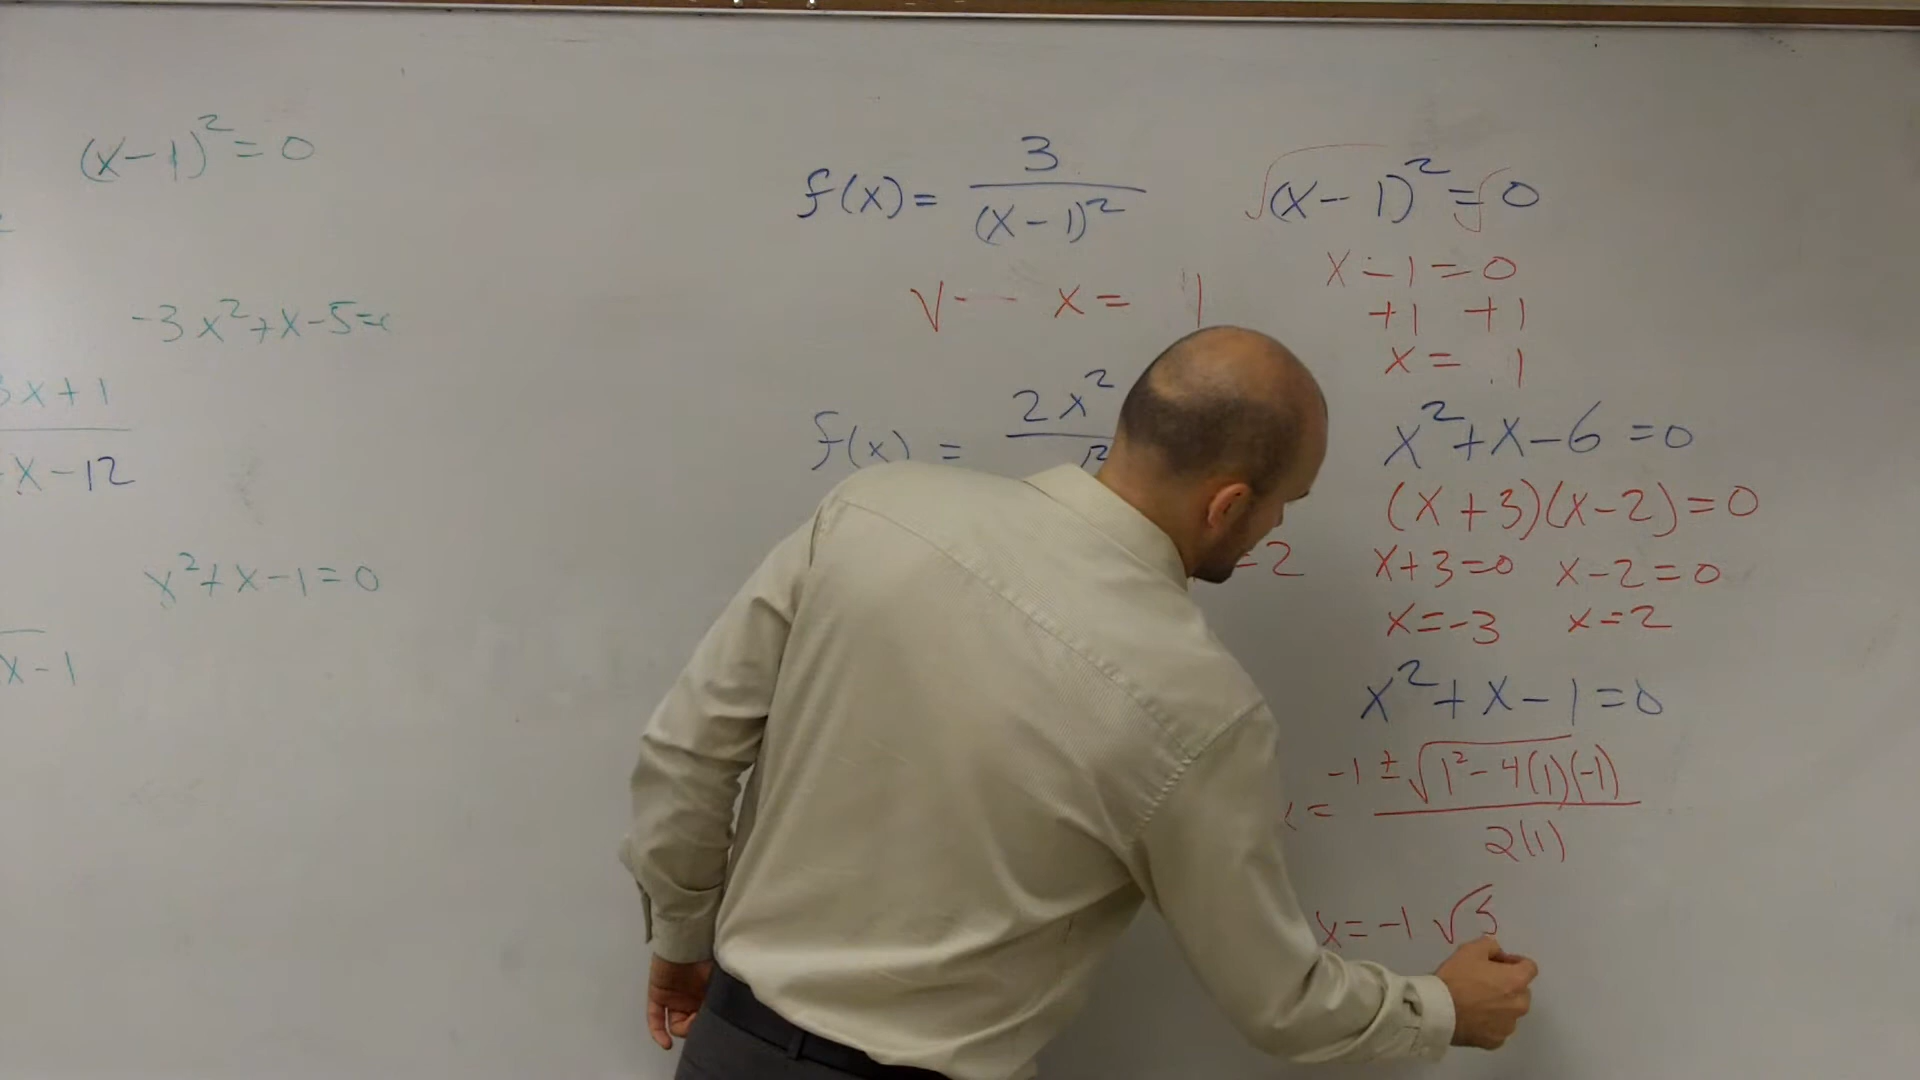 (x-1)² = 0
-3x²+x-5=
3x+1
x-12
x²+x-1=0
x-1
f(x) = 3/(x-1)²
x = 1
f(x) = 2x²
=2
√(x-1)² = √0
x-1=0
+1 +1
x = 1
x²+x-6=0
(x+3)(x-2)=0
x+3=0 x-2=0
x=-3 x=2
x²+x-1=0
= -1±√1²-4(1)(-1) / 2(1)
x=-1 √5